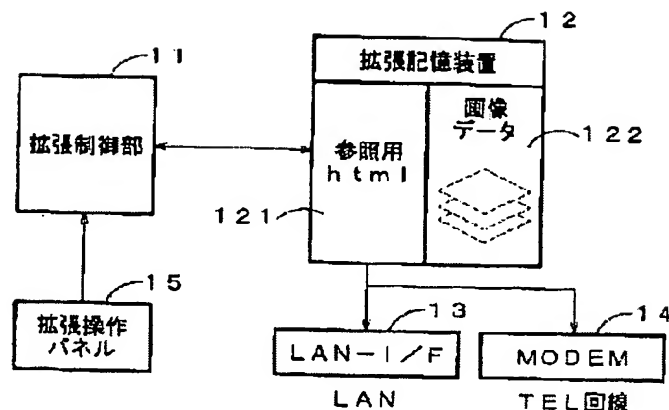 11
拡張制御部
12
拡張記憶装置
参照用
html
画像
データ
122
121
15
拡張操作
パネル
13
LAN-I/F
LAN
14
MODEM
TEL回線